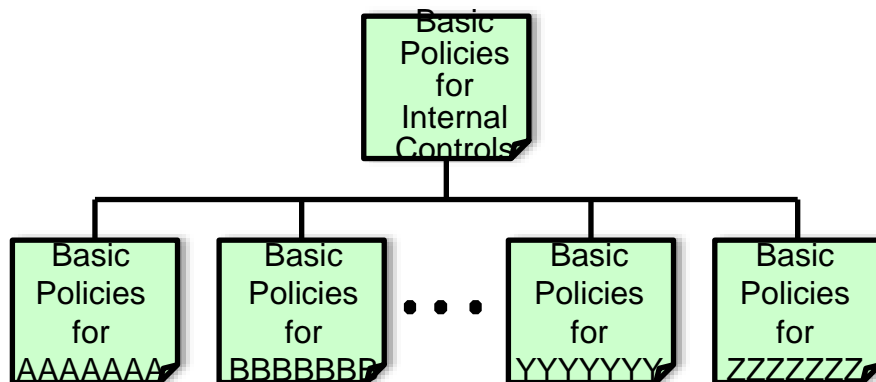 Basic
Policies
for
Internal
Controls
Basic
Policies
for
AAAAAAA
Basic
Policies
for
BBBBBBB
Basic
Policies
for
YYYYYYY
Basic
Policies
for
ZZZZZZZ